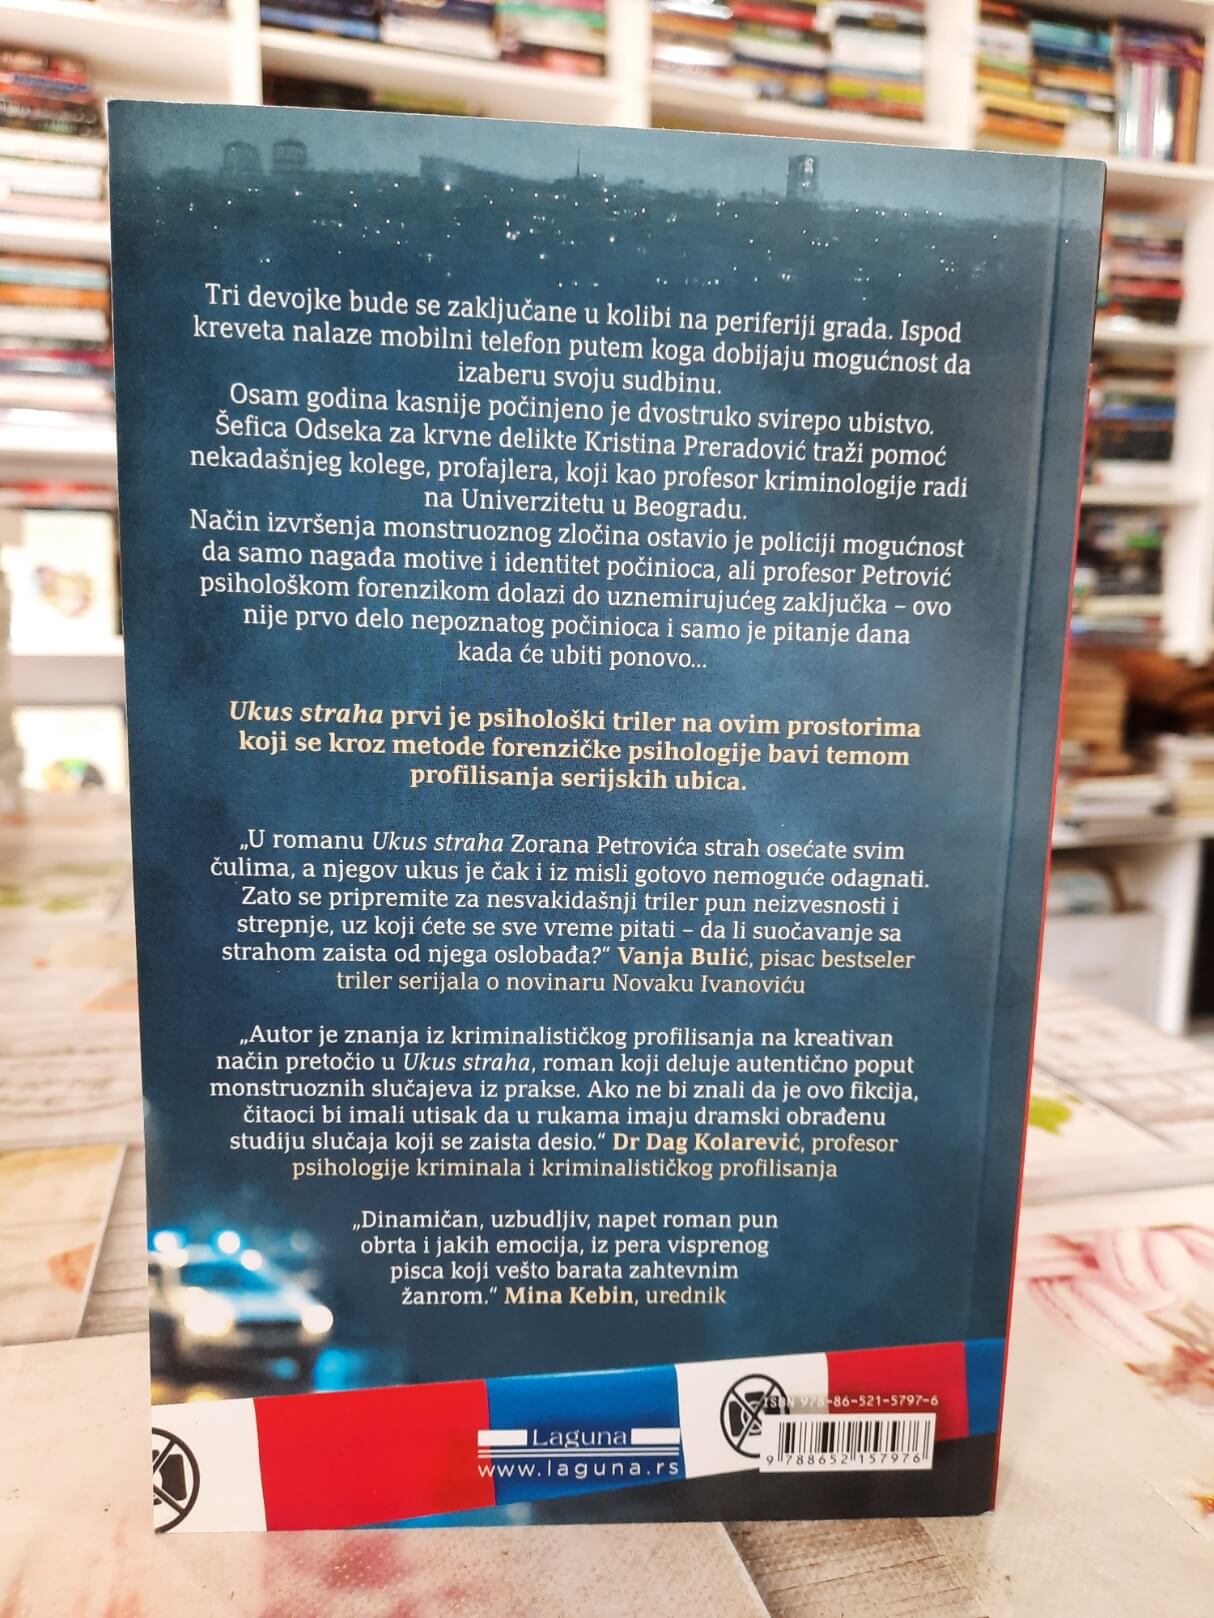 Tri devojke bude se zaključane u kolibi na periferiji grada. Ispod
kreveta nalaze mobilni telefon putem koga dobijaju mogućnost da
izaberu svoju sudbinu.
Osam godina kasnije počinjeno je dvostruko svirepo ubistvo.
Šefica Odseka za krvne delikte Kristina Preradović traži pomoć
nekadašnjeg kolege, profajlera, koji kao profesor kriminologije radi
na Univerzitetu u Beogradu.
Način izvršenja monstruoznog zločina ostavio je policiji mogućnost
da samo nagađa motive i identitet počinioca, ali profesor Petrović
psihološkom forenzikom dolazi do uznemirujućeg zaključka – ovo
nije prvo delo nepoznatog počinioca i samo je pitanje dana
kada će ubiti ponovo...
Ukus straha prvi je psihološki triler na ovim prostorima
koji se kroz metode forenzičke psihologije bavi temom
profilisanja serijskih ubica.
„U romanu Ukus straha Zorana Petrovića strah osećate svim
čulima, a njegov ukus je čak i iz misli gotovo nemoguće odagnati.
Zato se pripremite za nesvakidašnji triler pun neizvesnosti i
strepnje, uz koji ćete se sve vreme pitati – da li suočavanje sa
strahom zaista od njega oslobađa?“ Vanja Bulić, pisac bestseler
triler serijala o novinaru Novaku Ivanoviću
„Autor je znanja iz kriminalističkog profilisanja na kreativan
način pretočio u Ukus straha, roman koji deluje autentično poput
monstruoznih slučajeva iz prakse. Ako ne bi znali da je ovo fikcija,
čitaoci bi imali utisak da u rukama imaju dramski obrađenu
studiju slučaja koji se zaista desio.“ Dr Dag Kolarević, profesor
psihologije kriminala i kriminalističkog profilisanja
„Dinamičan, uzbudljiv, napet roman pun
obrta i jakih emocija, iz pera visprenog
pisca koji vešto barata zahtevnim
žanrom.“ Mina Kebin, urednik
ISBN 978-86-521-5797-6
Laguna
www.laguna.rs
9 788652 157976